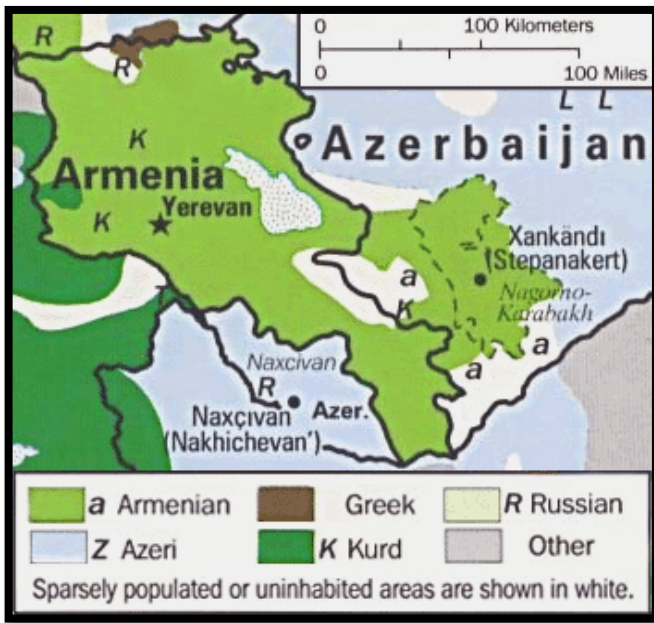 0 100 Kilometers
0 100 Miles
R
R
L L
K
Azerbaijan
Armenia
K
Yerevan
Xankändı
(Stepanakert)
a
Nagorno-
Karabakh
K
a
a
Naxcivan
R
Naxçıvan Azer.
(Nakhichevan')
a Armenian Greek R Russian
Z Azeri K Kurd Other
Sparsely populated or uninhabited areas are shown in white.